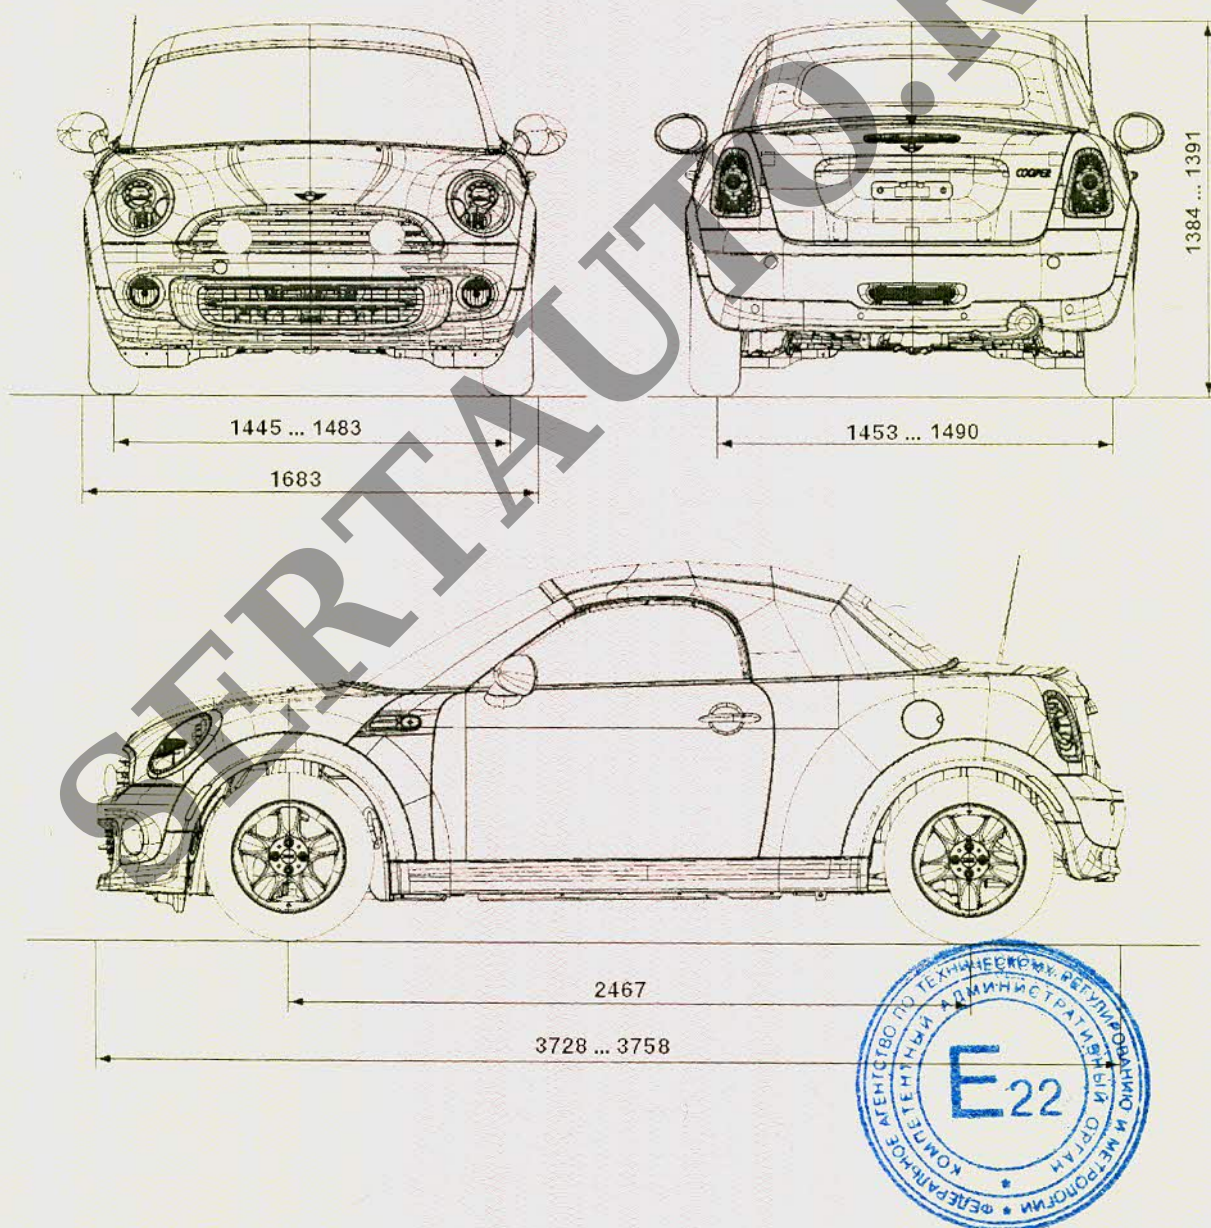 SERTAUTO.R
COOPER
1384 ... 1391
1445 ... 1483
1453 ... 1490
1683
2467
3728 ... 3758
ФЕДЕРАЛЬНОЕ АГЕНТСТВО ПО ТЕХНИЧЕСКОМУ РЕГУЛИРОВАНИЮ И МЕТРОЛОГИИ
КОМПЕТЕНТНЫЙ АДМИНИСТРАТИВНЫЙ ОРГАН
E22